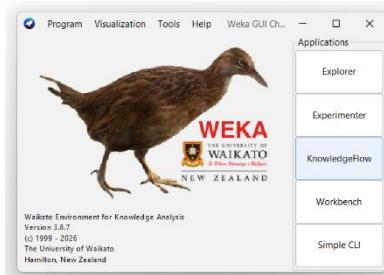 Program Visualization Tools Help Weka GUI Ch...
Applications
Explorer
Experimenter
KnowledgeFlow
Workbench
Simple CLI
WEKA
THE UNIVERSITY OF
WAIKATO
NEW ZEALAND
Waikato Environment for Knowledge Analysis
Version 3.8.7
(c) 1999 - 2026
The University of Waikato
Hamilton, New Zealand